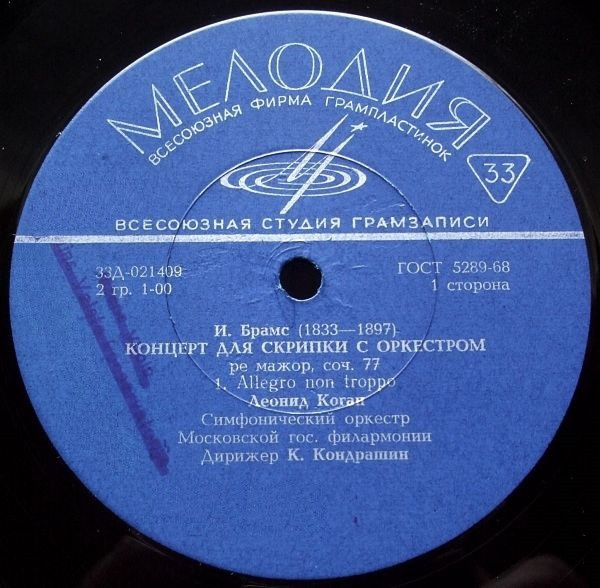 МЕЛОДИЯ
ВСЕСОЮЗНАЯ ФИРМА ГРАМПЛАСТИНОК
33
ВСЕСОЮЗНАЯ СТУДИЯ ГРАМЗАПИСИ
33Д-021409
ГОСТ 5289-68
2 гр. 1-00
1 сторона
И. Брамс (1833—1897)
КОНЦЕРТ ДЛЯ СКРИПКИ С ОРКЕСТРОМ
ре мажор, соч. 77
1. Allegro non troppo
Леонид Коган
Симфонический оркестр
Московской гос. филармонии
Дирижер К. Кондрашин